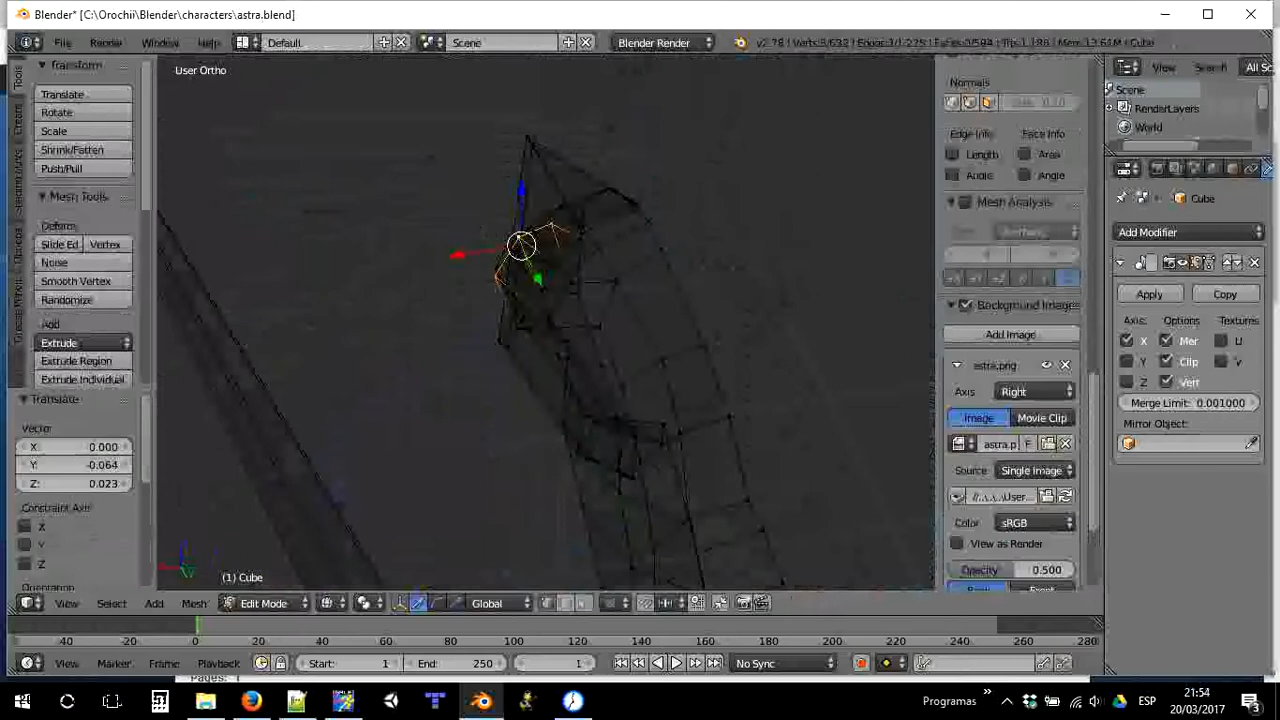 Blender* [C:\Orochii\Blender\characters\astra.blend]
File Render Window Help Default Scene Blender Render v2.78
User Ortho
Transform
Translate
Rotate
Scale
Shrink/Fatten
Push/Pull
Mesh Tools
Deform:
Slide Ed Vertex
Noise
Smooth Vertex
Randomize
Add:
Extrude
Extrude Region
Extrude Individual
Translate
Vector
X: 0.000
Y: -0.064
Z: 0.023
Constraint Axis
X
Y
Z
Orientation
Tools
Create
(1) Cube
Normals
Edge Info: Face Info:
Length Area
Angle Angle
Mesh Analysis
Background Image
Add Image
astra.png
Axis: Right
Image Movie Clip
astra.p F
Source: Single Image
Color: sRGB
View as Render
Opacity: 0.500
View Search All Sc
Scene
RenderLayers
World
Cube
Add Modifier
Apply Copy
Axis: Options: Textures:
X Mer U
Y Clip V
Z Vert
Merge Limit: 0.001000
Mirror Object:
View Select Add Mesh Edit Mode Global
-40 -20 0 20 40 60 80 100 120 140 160 180 200 220 240 260 280
View Marker Frame Playback Start: 1 End: 250 1 No Sync
Pages: 1
Programas » ESP 21:54
20/03/2017
3